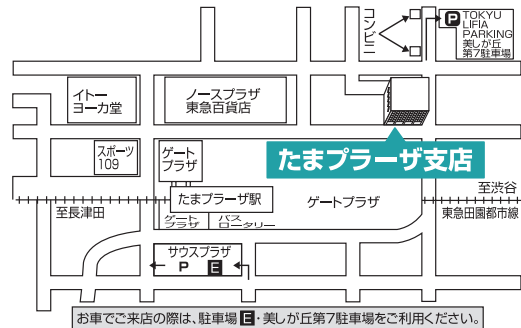 コンビニ
P TOKYU
LIFIA
PARKING
美しが丘
第7駐車場
イトー
ヨーカ堂
ノースプラザ
東急百貨店
スポーツ
109
ゲート
プラザ
たまプラーザ支店
たまプラーザ駅
ゲートプラザ
至渋谷
至長津田
東急田園都市線
ゲート
プラザ
バス
ロータリー
サウスプラザ
P E
お車でご来店の際は、駐車場E・美しが丘第7駐車場をご利用ください。